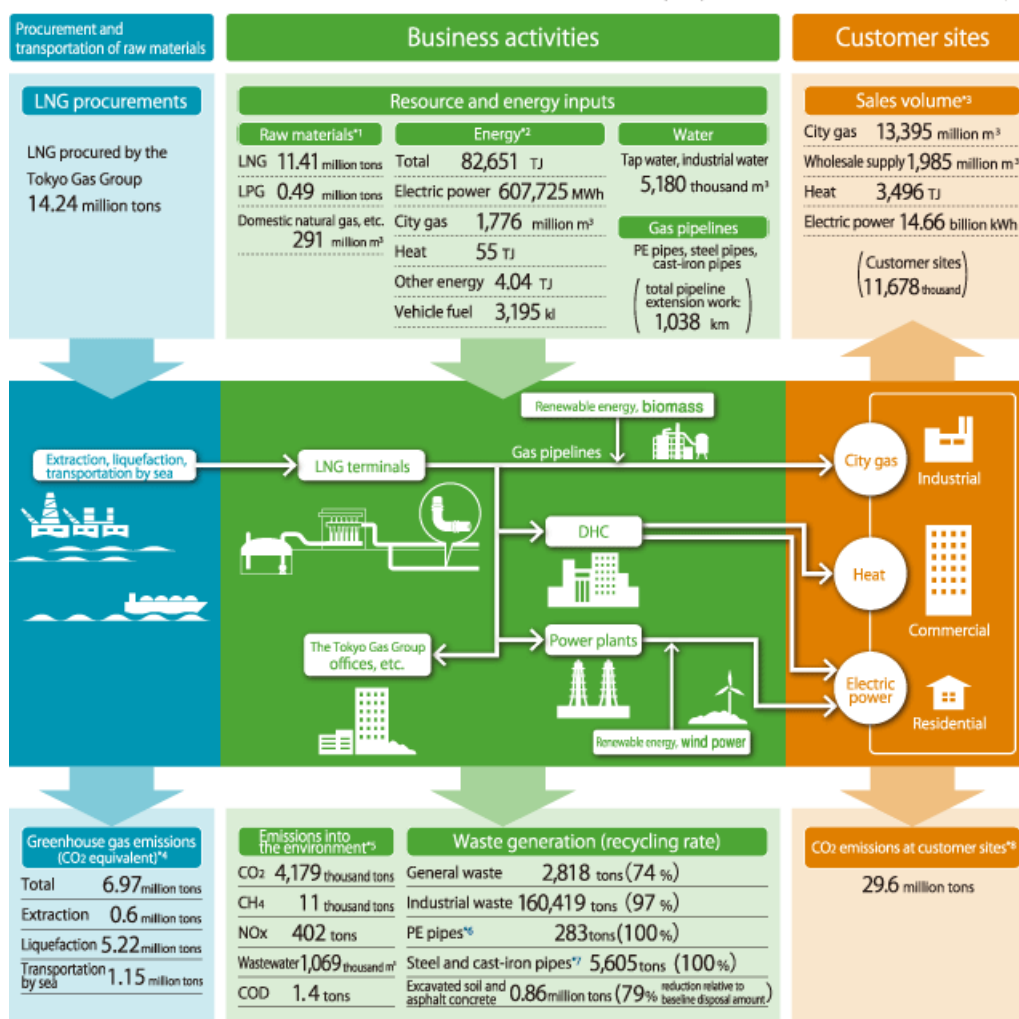 Procurement and
transportation of raw materials
Business activities
Customer sites
LNG procurements
LNG procured by the
Tokyo Gas Group
14.24 million tons
Resource and energy inputs
Raw materials*1
LNG 11.41 million tons
LPG 0.49 million tons
Domestic natural gas, etc.
291 million m³
Energy*2
Total 82,651 TJ
Electric power 607,725 MWh
City gas 1,776 million m³
Heat 55 TJ
Other energy 4.04 TJ
Vehicle fuel 3,195 kl
Water
Tap water, industrial water
5,180 thousand m³
Gas pipelines
PE pipes, steel pipes,
cast-iron pipes
(total pipeline
extension work:
1,038 km)
Sales volume*3
City gas 13,395 million m³
Wholesale supply 1,985 million m³
Heat 3,496 TJ
Electric power 14.66 billion kWh
(Customer sites
11,678 thousand)
Extraction, liquefaction,
transportation by sea
LNG terminals
Gas pipelines
Renewable energy, biomass
DHC
Power plants
The Tokyo Gas Group
offices, etc.
Renewable energy, wind power
City gas
Heat
Electric
power
Industrial
Commercial
Residential
Greenhouse gas emissions
(CO2 equivalent)*4
Total 6.97 million tons
Extraction 0.6 million tons
Liquefaction 5.22 million tons
Transportation
by sea 1.15 million tons
Emissions into
the environment*5
CO2 4,179 thousand tons
CH4 11 thousand tons
NOx 402 tons
Wastewater 1,069 thousand m³
COD 1.4 tons
Waste generation (recycling rate)
General waste 2,818 tons (74 %)
Industrial waste 160,419 tons (97 %)
PE pipes*6 283 tons (100 %)
Steel and cast-iron pipes*7 5,605 tons (100 %)
Excavated soil and
asphalt concrete 0.86 million tons (79% reduction relative to
baseline disposal amount)
CO2 emissions at customer sites*8
29.6 million tons